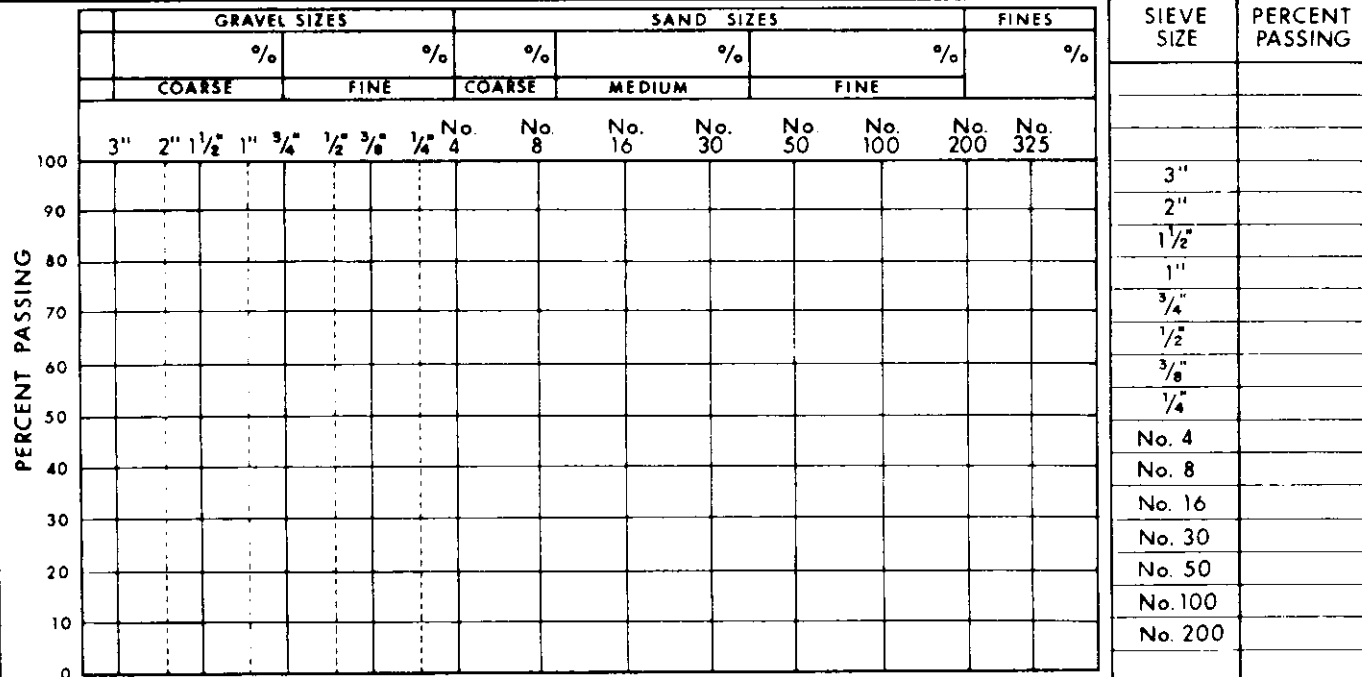 GRAVEL SIZES SAND SIZES FINES
% % % % % %
COARSE FINE COARSE MEDIUM FINE
No. No. No. No. No. No. No. No.
3" 2" 1 1/2" 1" 3/4" 1/2" 3/8" 1/4" 4 8 16 30 50 100 200 325
100
90
80
70
60
50
40
30
20
10
0
PERCENT PASSING
SIEVE PERCENT
SIZE PASSING
3"
2"
1 1/2"
1"
3/4"
1/2"
3/8"
1/4"
No. 4
No. 8
No. 16
No. 30
No. 50
No. 100
No. 200